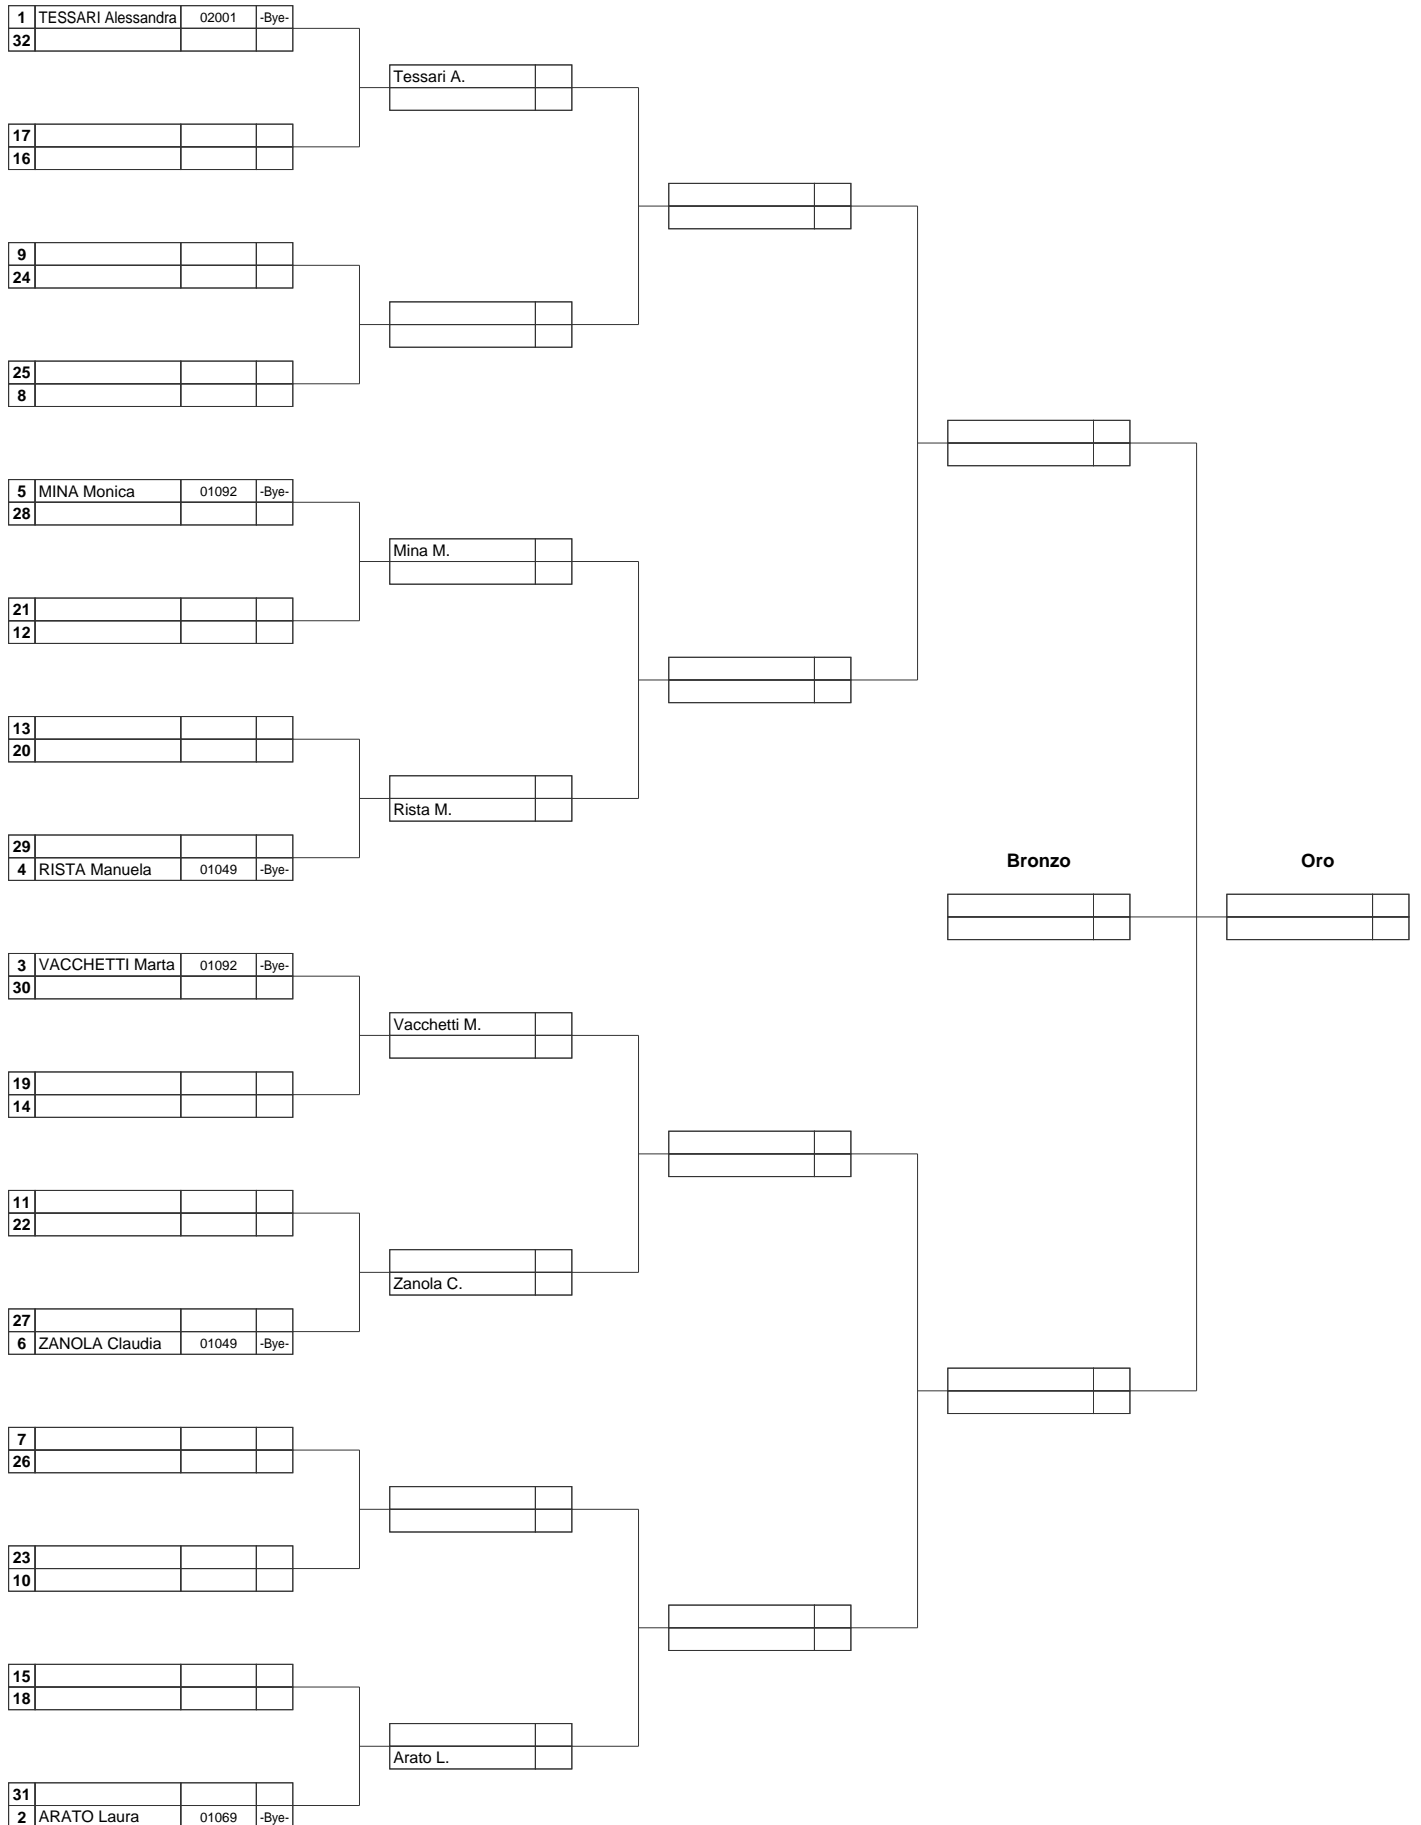 1 TESSARI Alessandra 02001 -Bye-
32
Tessari A.
17
16
9
24
25
8
5 MINA Monica 01092 -Bye-
28
Mina M.
21
12
13
20
Rista M.
29
4 RISTA Manuela 01049 -Bye-
Bronzo Oro
3 VACCHETTI Marta 01092 -Bye-
30
Vacchetti M.
19
14
11
22
Zanola C.
27
6 ZANOLA Claudia 01049 -Bye-
7
26
23
10
15
18
Arato L.
31
2 ARATO Laura 01069 -Bye-